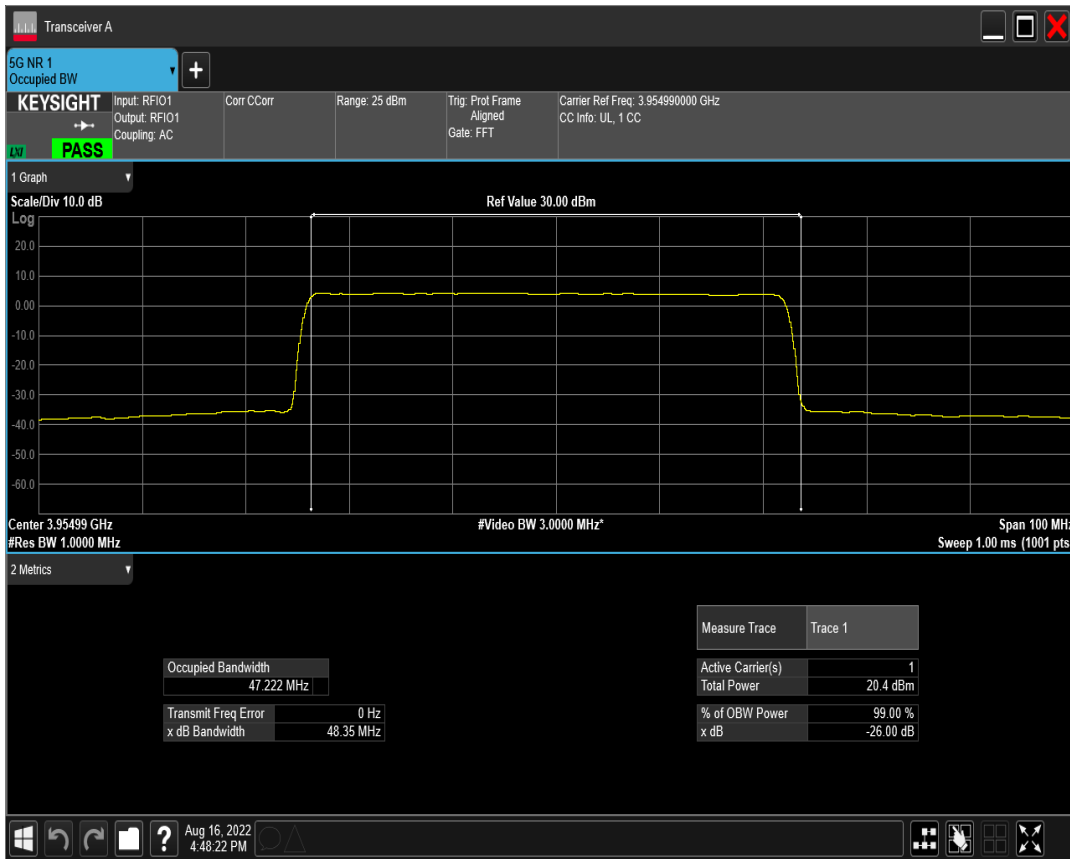 Transceiver A
5G NR 1
Occupied BW
KEYSIGHT
LXI
PASS
Input: RFIO1
Output: RFIO1
Coupling: AC
Corr CCorr
Range: 25 dBm
Trig: Prot Frame
Aligned
Gate: FFT
Carrier Ref Freq: 3.954990000 GHz
CC Info: UL, 1 CC
1 Graph
Scale/Div 10.0 dB
Ref Value 30.00 dBm
Log
20.0
10.0
0.00
-10.0
-20.0
-30.0
-40.0
-50.0
-60.0
Center 3.95499 GHz
#Video BW 3.0000 MHz*
Span 100 MHz
#Res BW 1.0000 MHz
Sweep 1.00 ms (1001 pts
2 Metrics
Measure Trace Trace 1
Occupied Bandwidth
47.222 MHz
Active Carrier(s) 1
Total Power 20.4 dBm
Transmit Freq Error 0 Hz
x dB Bandwidth 48.35 MHz
% of OBW Power 99.00 %
x dB -26.00 dB
?
Aug 16, 2022
4:48:22 PM